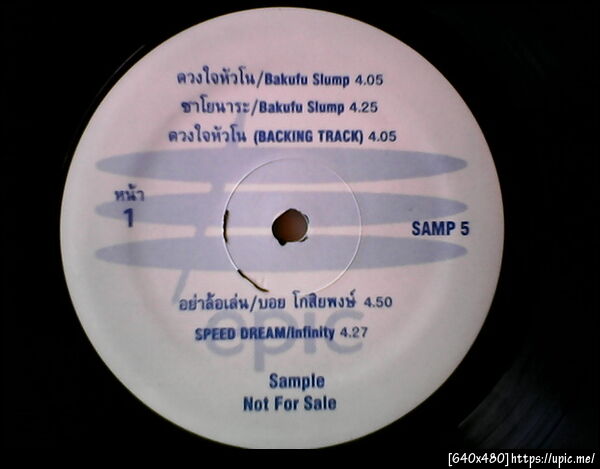 ดวงใจหัวโน/Bakufu Slump 4.05
ซาโยนาระ/Bakufu Slump 4.25
ดวงใจหัวโน (BACKING TRACK) 4.05
หน้า
1
SAMP 5
อย่าล้อเล่น/บอย โกสิยพงษ์ 4.50
SPEED DREAM/Infinity 4.27
epic
Sample
Not For Sale
[640x480]https://upic.me/